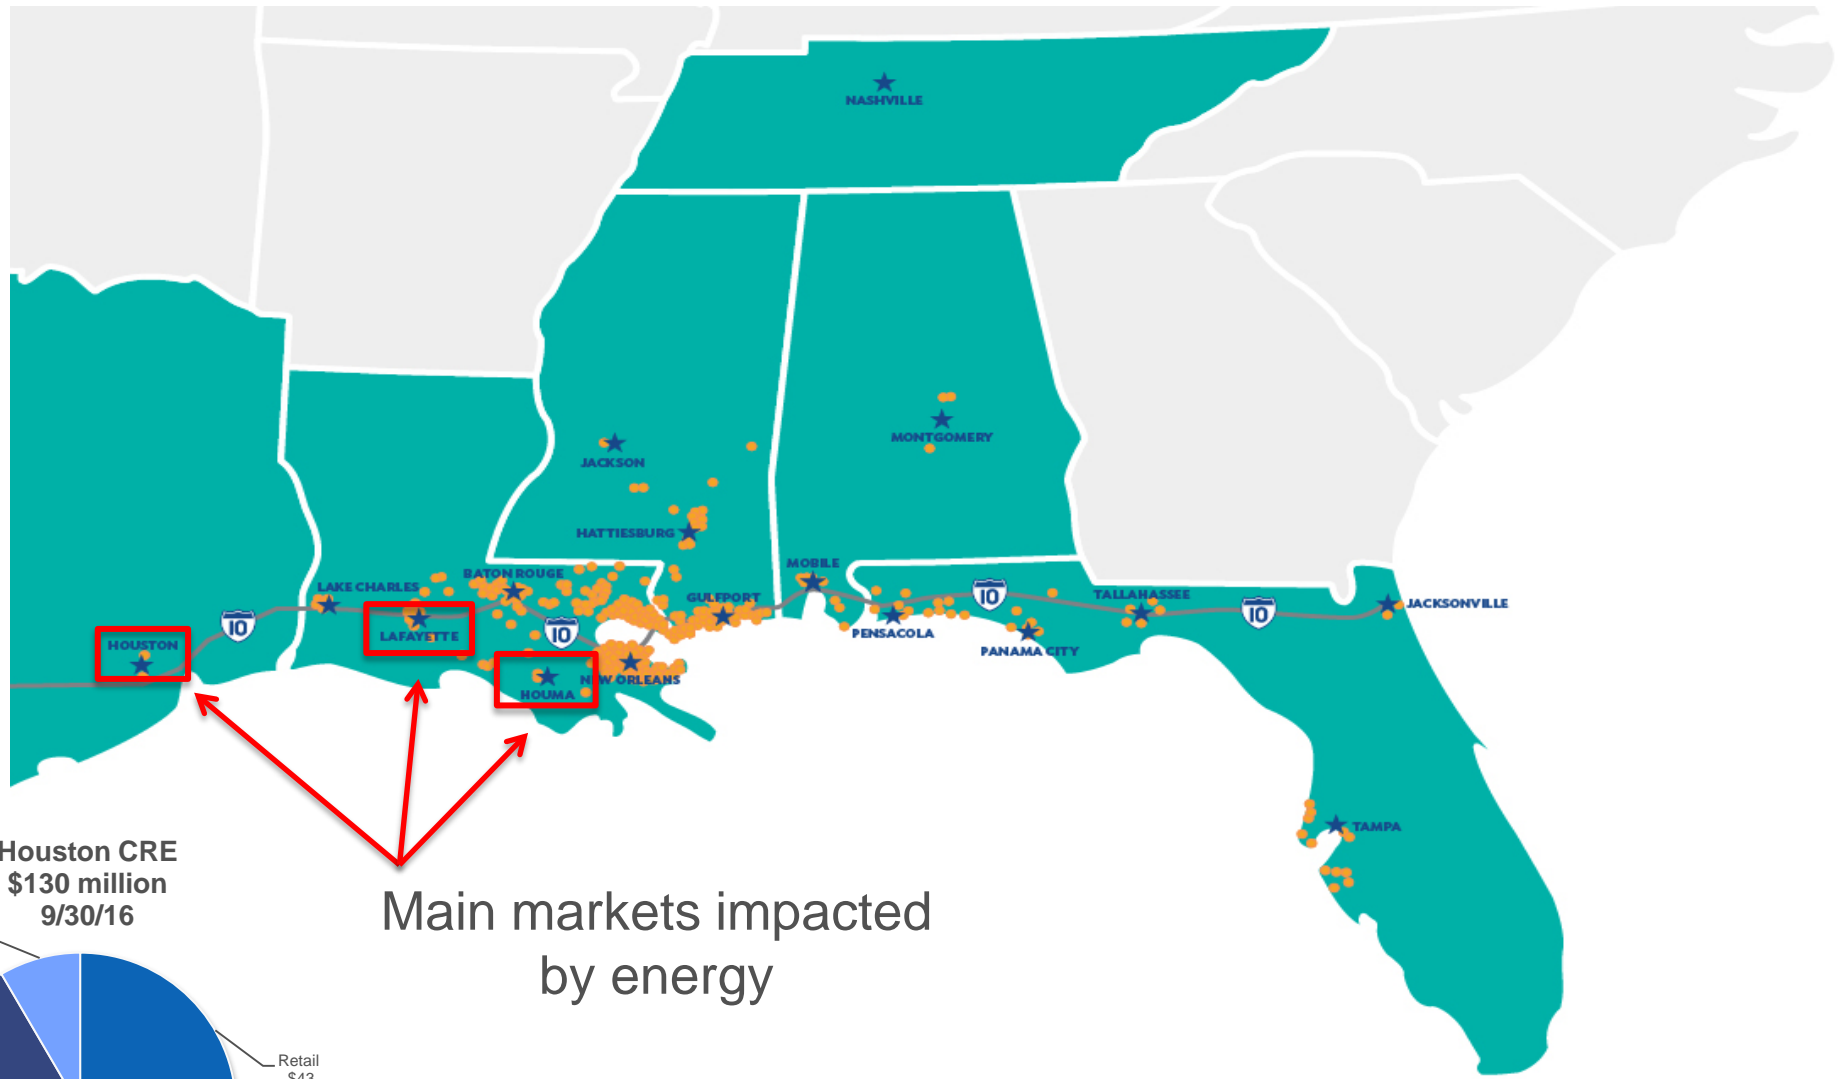 NASHVILLE
JACKSON
MONTGOMERY
HATTIESBURG
MOBILE
BATON ROUGE
LAKE CHARLES
GULFPORT
TALLAHASSEE
JACKSONVILLE
10
10
10
10
LAFAYETTE
PENSACOLA
HOUSTON
PANAMA CITY
NEW ORLEANS
HOUMA
TAMPA
Houston CRE
$130 million
9/30/16
Main markets impacted
by energy
Retail
$43